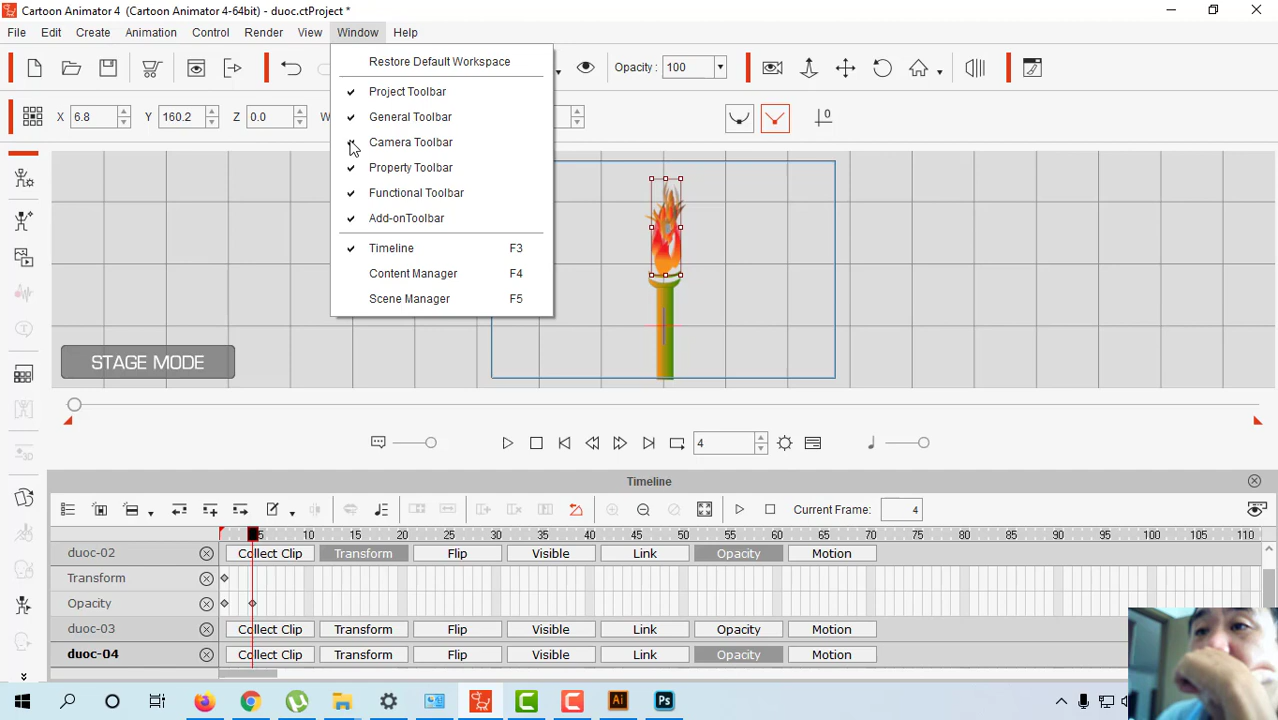 Cartoon Animator 4 (Cartoon Animator 4-64bit) - duoc.ctProject *
File Edit Create Animation Control Render View Window Help
Restore Default Workspace
Project Toolbar
General Toolbar
Camera Toolbar
Property Toolbar
Functional Toolbar
Add-onToolbar
Timeline F3
Content Manager F4
Scene Manager F5
Opacity : 100
X 6.8 Y 160.2 Z 0.0 W
STAGE MODE
4
Timeline
Current Frame: 4
5 10 15 20 25 30 35 40 45 50 55 60 65 70 75 80 85 90 95 100 105 110
duoc-02 Collect Clip Transform Flip Visible Link Opacity Motion
Transform
Opacity
duoc-03 Collect Clip Transform Flip Visible Link Opacity Motion
duoc-04 Collect Clip Transform Flip Visible Link Opacity Motion
3D
Ai Ps